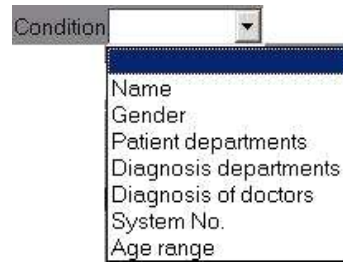 Condition
Name
Gender
Patient departments
Diagnosis departments
Diagnosis of doctors
System No.
Age range